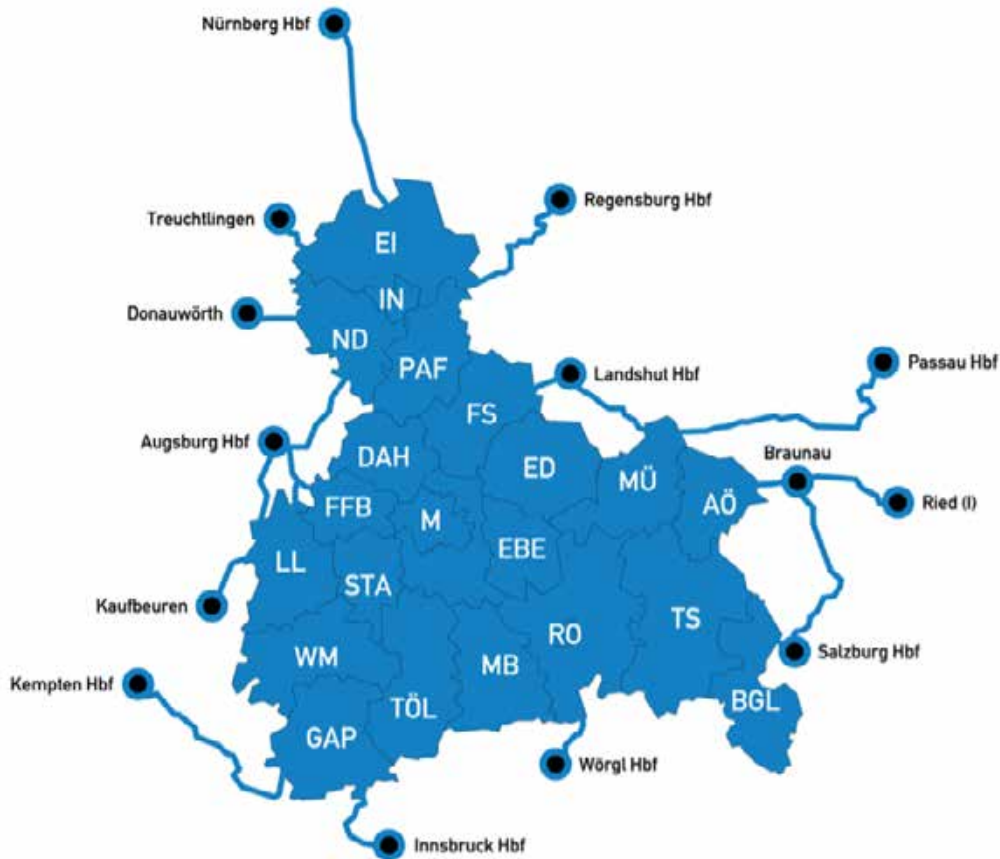 Nürnberg Hbf
Treuchtlingen
Regensburg Hbf
EI
IN
Donauwörth
ND
PAF
Landshut Hbf
Passau Hbf
FS
Augsburg Hbf
DAH
ED
MÜ
Braunau
AÖ
FFB
M
Ried (I)
EBE
LL
STA
Kaufbeuren
TS
RO
Salzburg Hbf
WM
MB
Kempten Hbf
BGL
TÖL
GAP
Wörgl Hbf
Innsbruck Hbf